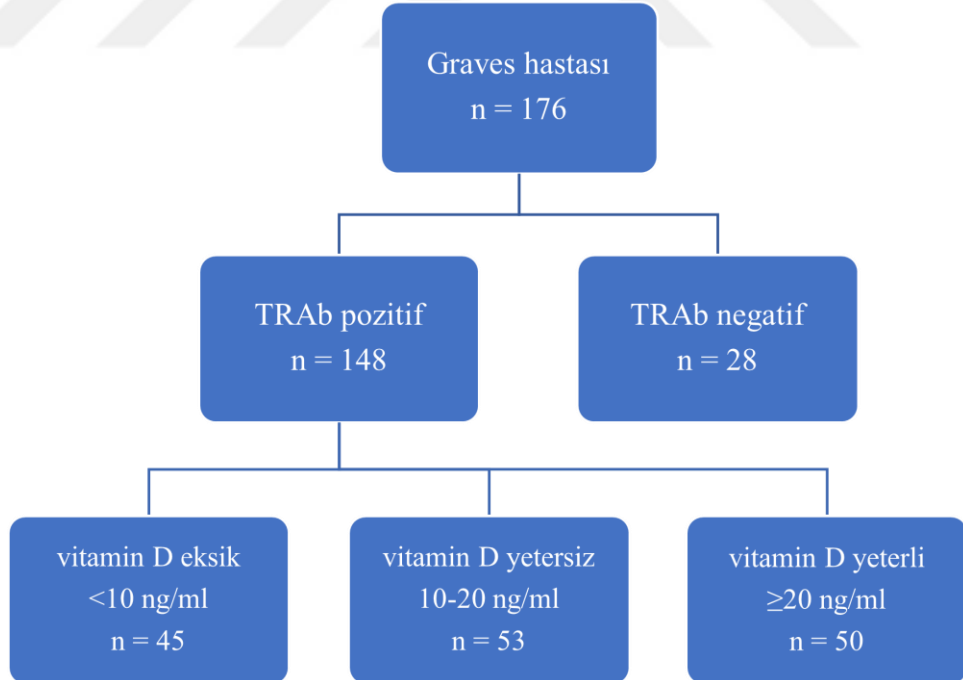 Graves hastası
n = 176
TRAb pozitif
n = 148
TRAb negatif
n = 28
vitamin D eksik
<10 ng/ml
n = 45
vitamin D yetersiz
10-20 ng/ml
n = 53
vitamin D yeterli
≥20 ng/ml
n = 50